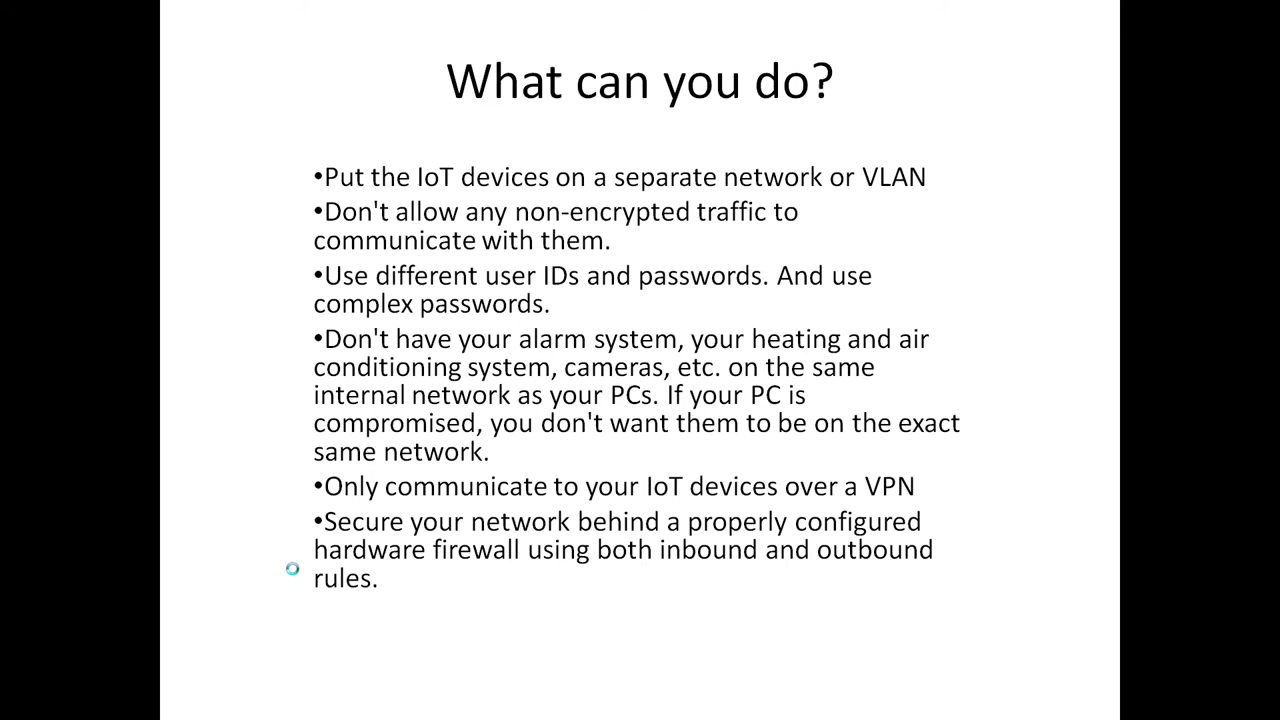 What can you do?
•Put the IoT devices on a separate network or VLAN
•Don't allow any non-encrypted traffic to
communicate with them.
•Use different user IDs and passwords. And use
complex passwords.
•Don't have your alarm system, your heating and air
conditioning system, cameras, etc. on the same
internal network as your PCs. If your PC is
compromised, you don't want them to be on the exact
same network.
•Only communicate to your IoT devices over a VPN
•Secure your network behind a properly configured
hardware firewall using both inbound and outbound
rules.